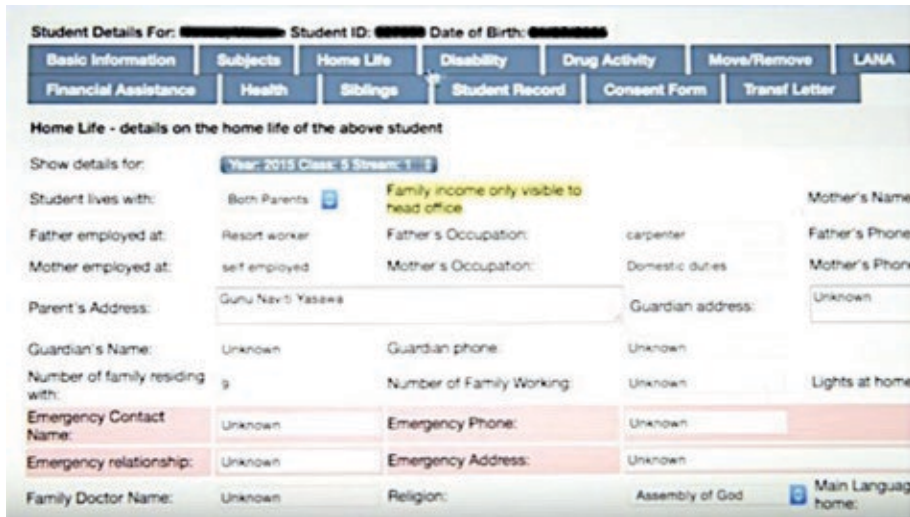 Student Details For: Student ID: Date of Birth:
Basic Information Subjects Home Life Disability Drug Activity Move/Remove LANA
Financial Assistance Health Siblings Student Record Consent Form Transf Letter
Home Life - details on the home life of the above student
Show details for: Year: 2015 Class: 5 Stream: 1
Student lives with: Both Parents Family income only visible to head office Mother's Name
Father employed at: Resort worker Father's Occupation: carpenter Father's Phone
Mother employed at: self employed Mother's Occupation: Domestic duties Mother's Phone
Parent's Address: Gunu Naviti Yasawa Guardian address: Unknown
Guardian's Name: Unknown Guardian phone: Unknown
Number of family residing with: 9 Number of Family Working: Unknown Lights at home
Emergency Contact Name: Unknown Emergency Phone: Unknown
Emergency relationship: Unknown Emergency Address: Unknown
Family Doctor Name: Unknown Religion: Assembly of God Main Languag
home: